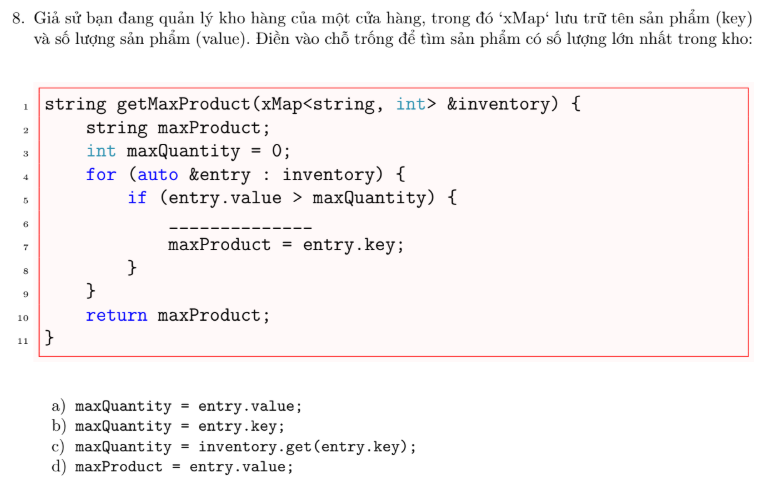 8. Giả sử bạn đang quản lý kho hàng của một cửa hàng, trong đó ‘xMap‘ lưu trữ tên sản phẩm (key)
và số lượng sản phẩm (value). Điền vào chỗ trống để tìm sản phẩm có số lượng lớn nhất trong kho:
1 string getMaxProduct(xMap<string, int> &inventory) {
2     string maxProduct;
3     int maxQuantity = 0;
4     for (auto &entry : inventory) {
5         if (entry.value > maxQuantity) {
6             ______________
7             maxProduct = entry.key;
8         }
9     }
10     return maxProduct;
11 }
a) maxQuantity = entry.value;
b) maxQuantity = entry.key;
c) maxQuantity = inventory.get(entry.key);
d) maxProduct = entry.value;